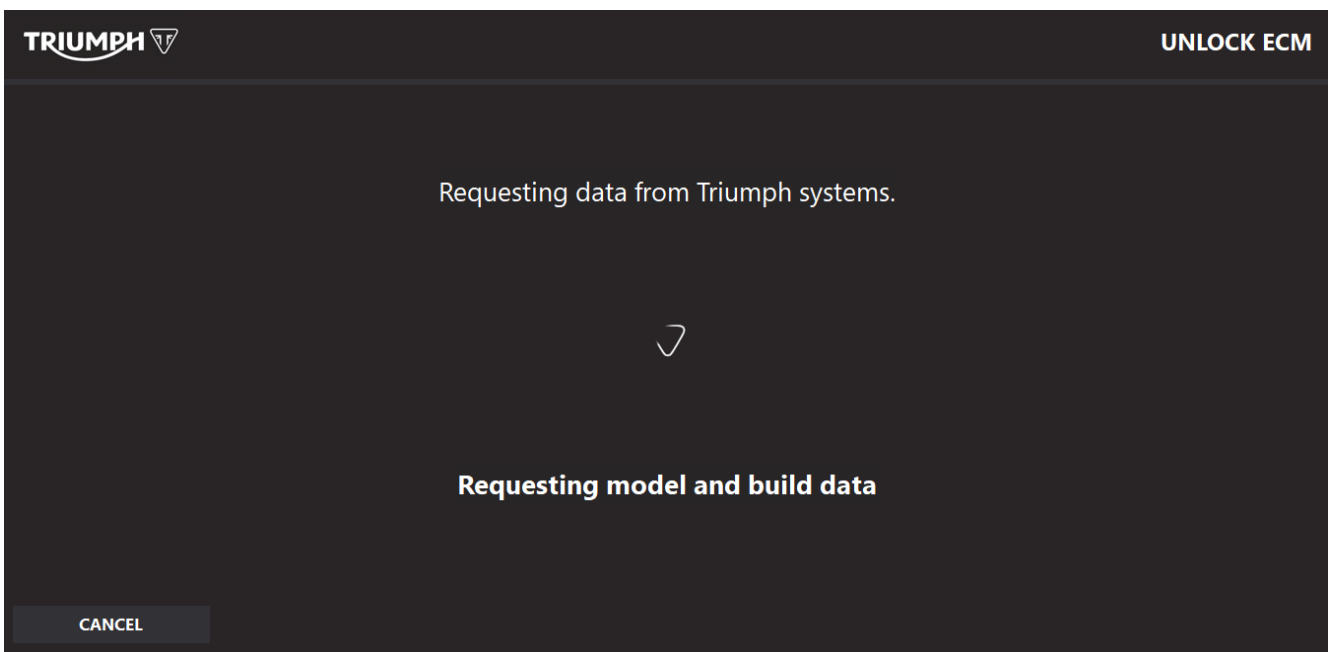 TRIUMPH
UNLOCK ECM
Requesting data from Triumph systems.
Requesting model and build data
CANCEL